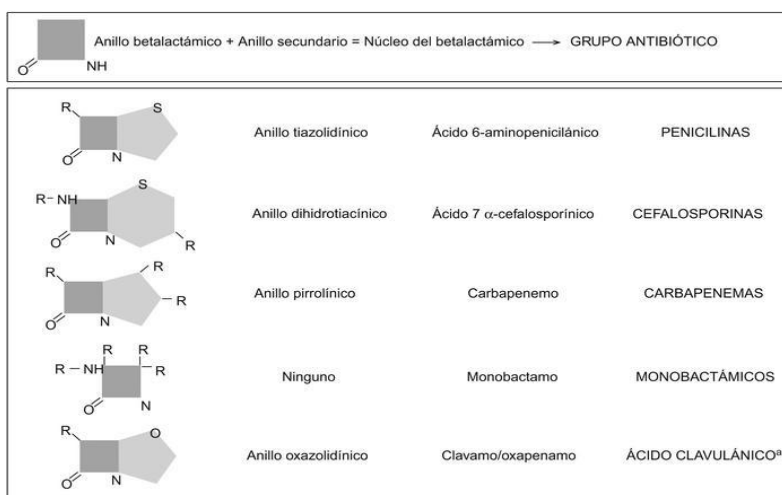 Anillo betalactámico + Anillo secundario = Núcleo del betalactámico → GRUPO ANTIBIÓTICO
O NH
R S
Anillo tiazolidínico Ácido 6-aminopenicilánico PENICILINAS
O N
S
R NH
Anillo dihidrotiacínico Ácido 7 α-cefalosporínico CEFALOSPORINAS
O N R
R R
Anillo pirrolínico Carbapenemo CARBAPENEMAS
R
O N
R R
R NH R
Ninguno Monobactamo MONOBACTÁMICOS
O N
R O
Anillo oxazolidínico Clavamo/oxapenamo ÁCIDO CLAVULÁNICOª
O N